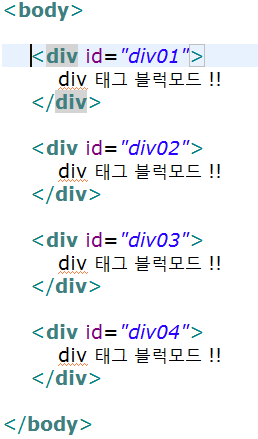 <body>
<div id="div01">
div 태그 블럭모드 !!
</div>
<div id="div02">
div 태그 블럭모드 !!
</div>
<div id="div03">
div 태그 블럭모드 !!
</div>
<div id="div04">
div 태그 블럭모드 !!
</div>
</body>